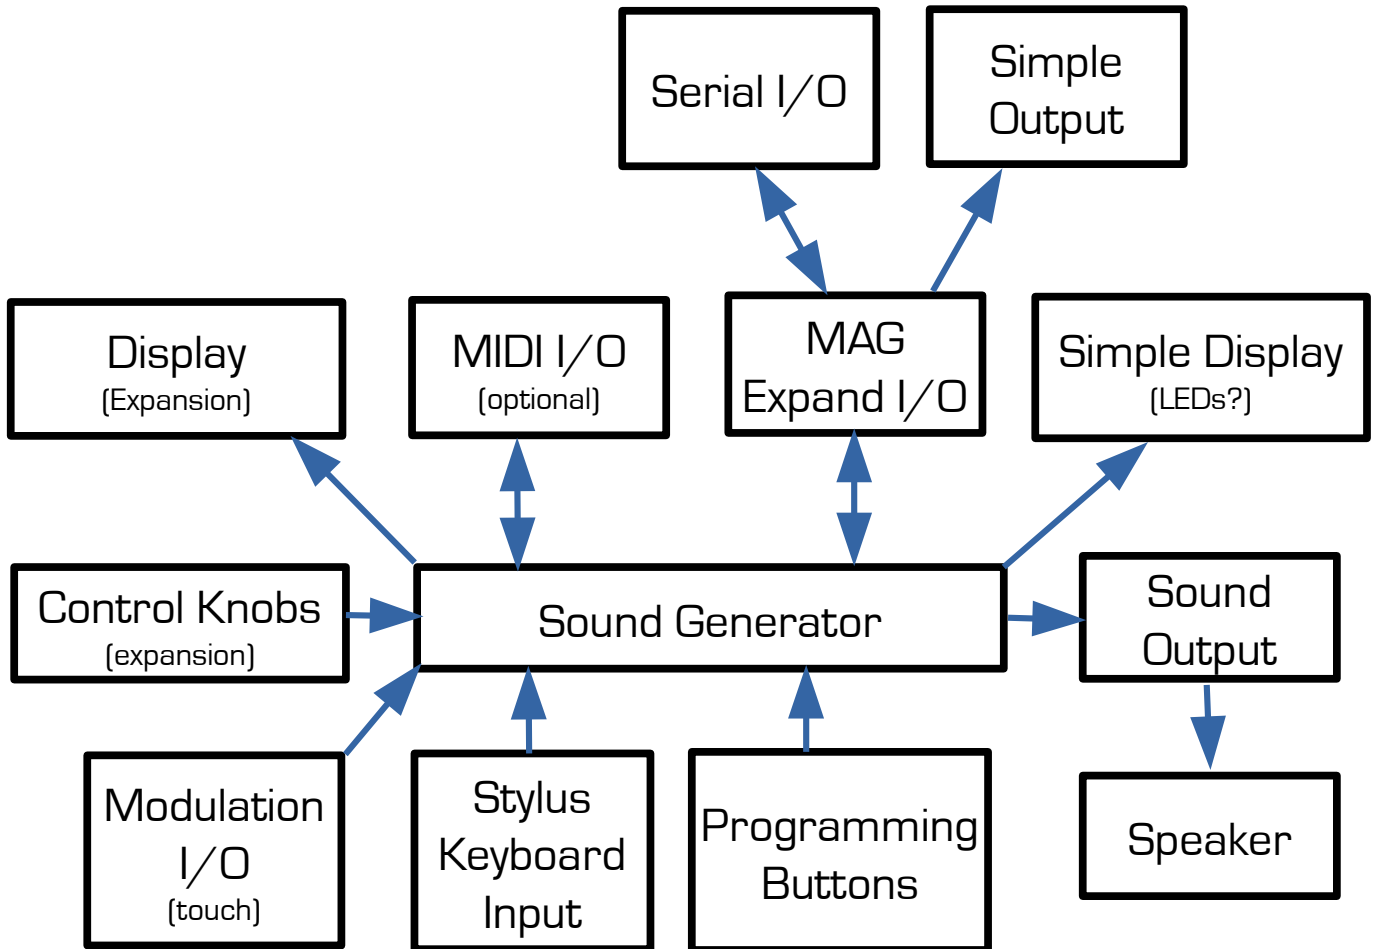 Serial I/O
Simple
Output
Display
(Expansion)
MIDI I/O
(optional)
MAG
Expand I/O
Simple Display
(LEDs?)
Control Knobs
(expansion)
Sound Generator
Sound
Output
Modulation
I/O
(touch)
Stylus
Keyboard
Input
Programming
Buttons
Speaker